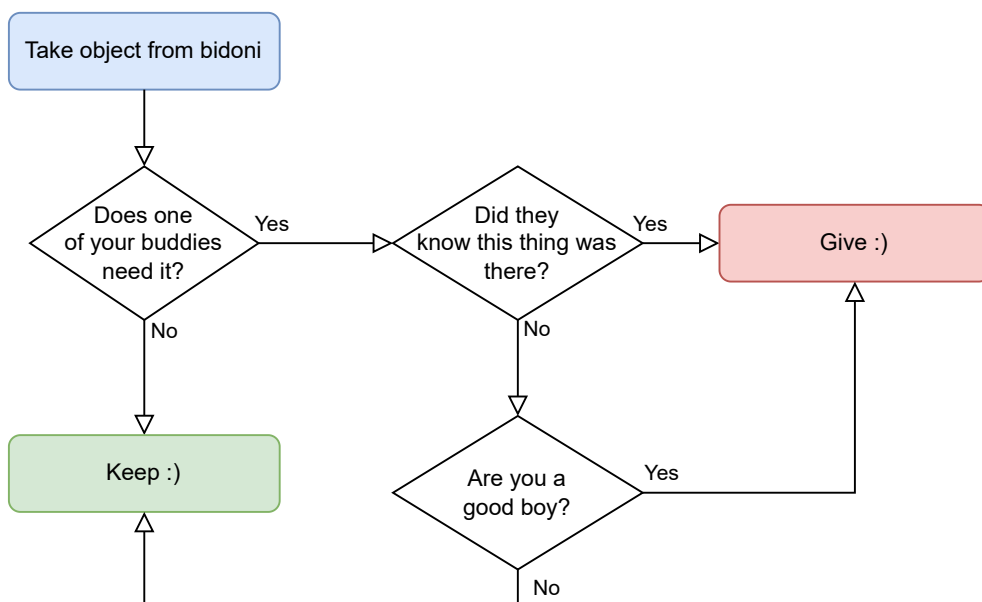 Take object from bidoni
Does one
of your buddies
need it?
Yes
Did they
know this thing was
there?
Yes
Give :)
No
No
Keep :)
Are you a
good boy?
Yes
No